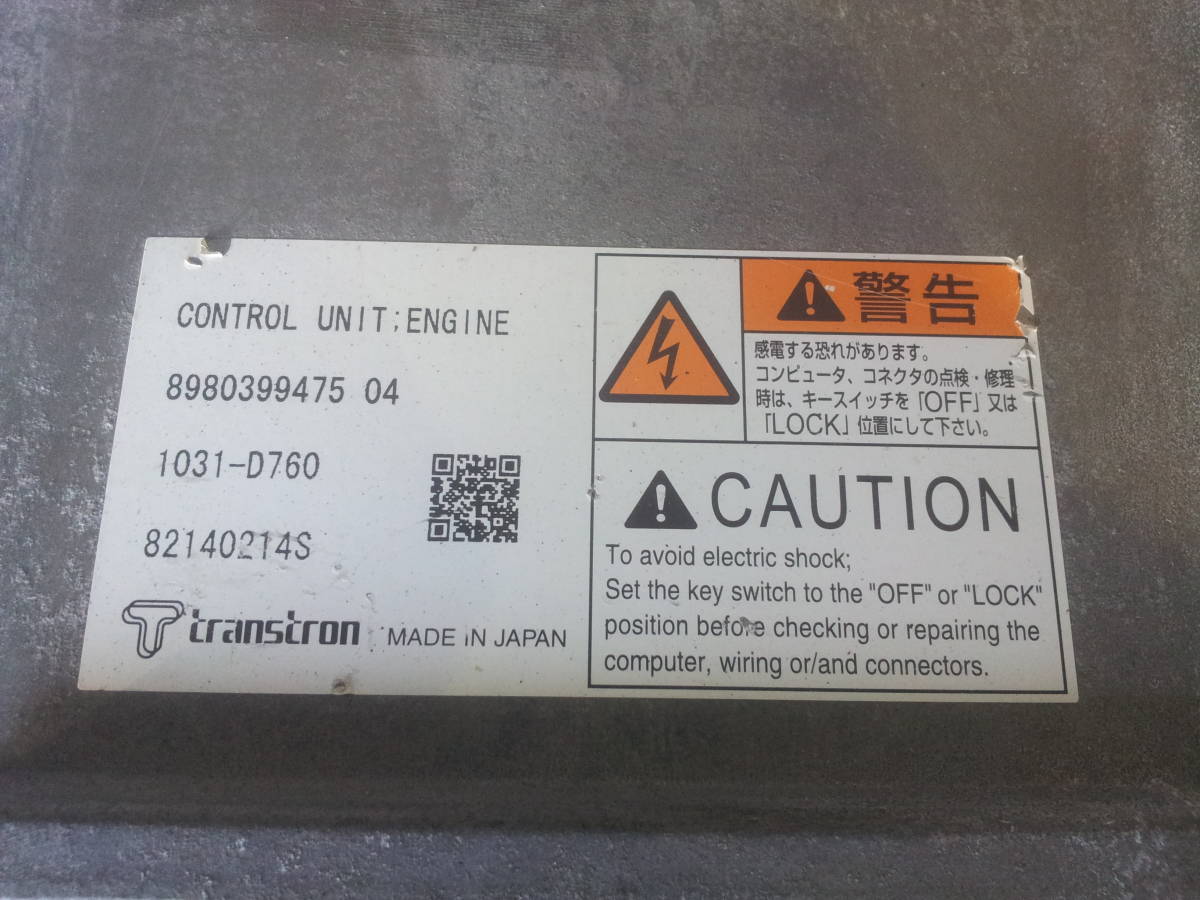 CONTROL UNIT;ENGINE
8980399475 04
1031-D760
82140214S
transtron MADE IN JAPAN
警告
感電する恐れがあります。
コンピュータ、コネクタの点検・修理
時は、キースイッチを「OFF」又は
「LOCK」位置にして下さい。
CAUTION
To avoid electric shock;
Set the key switch to the "OFF" or "LOCK"
position before checking or repairing the
computer, wiring or/and connectors.